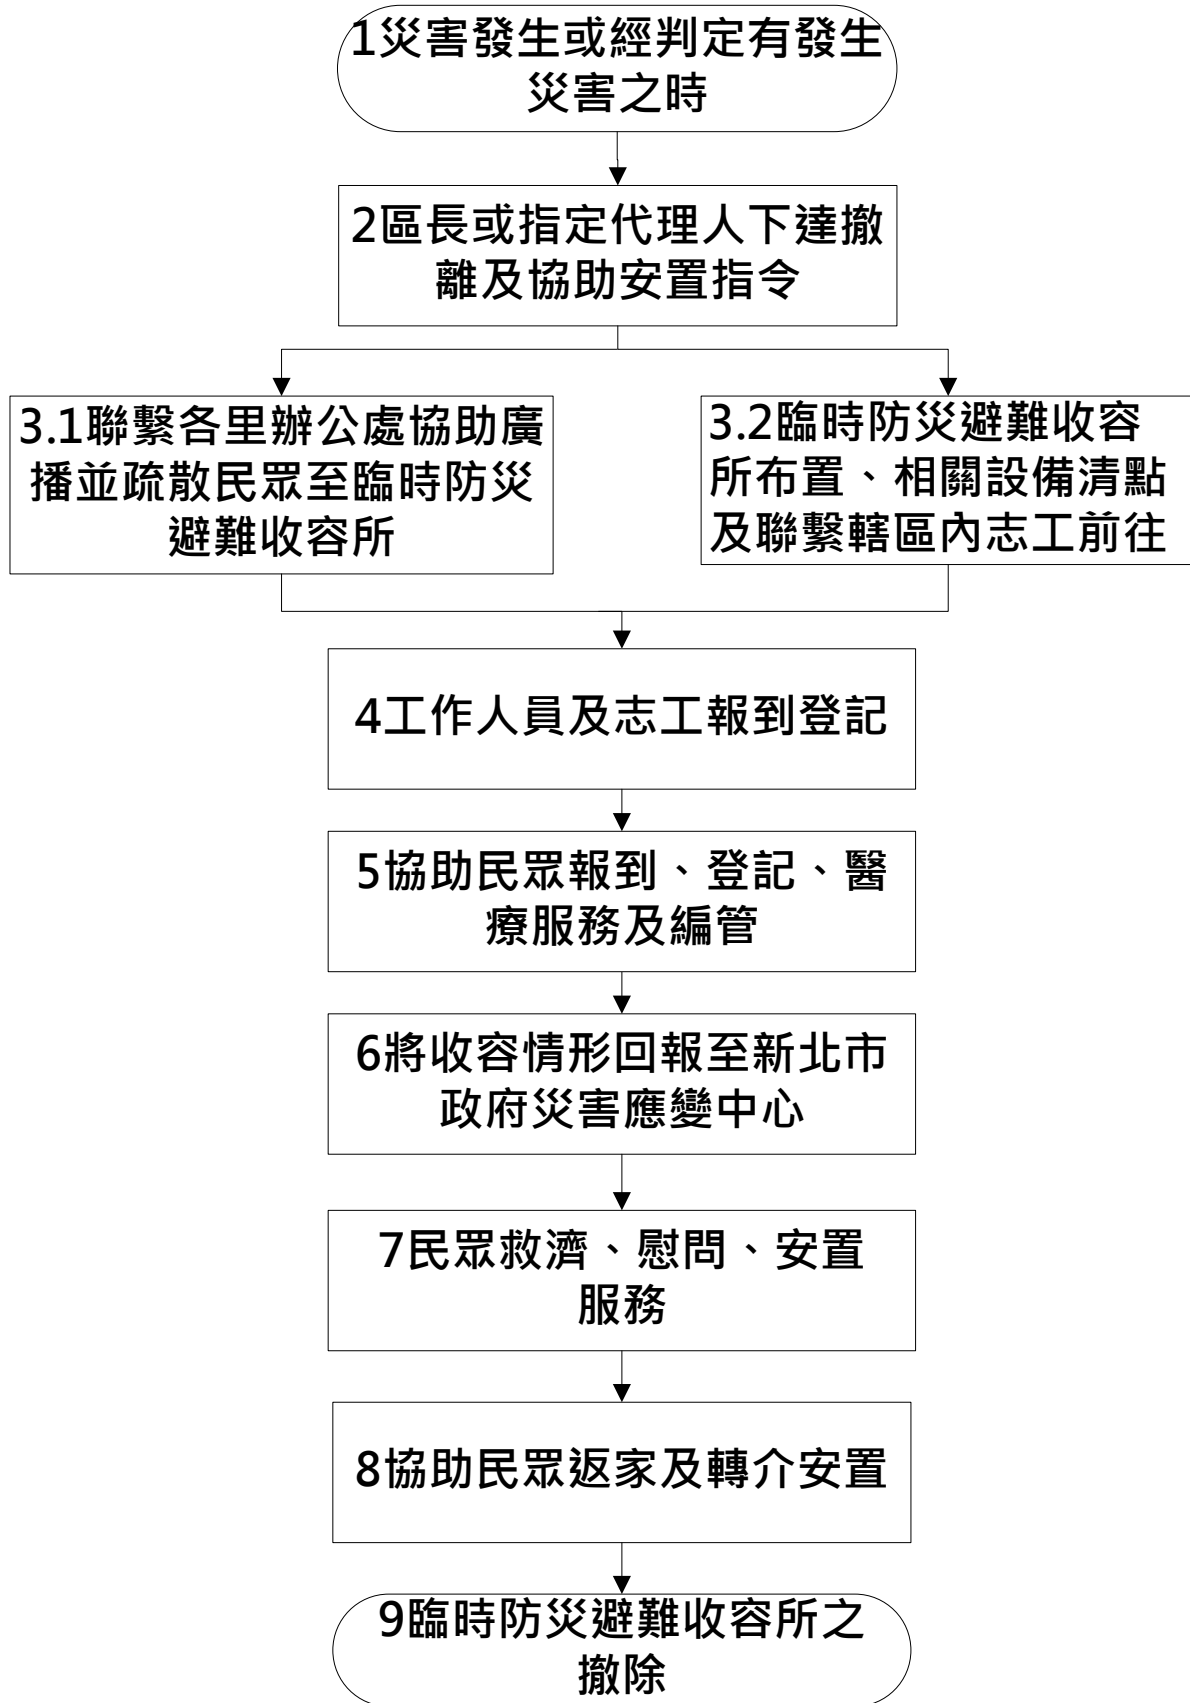 1災害發生或經判定有發生
災害之時
2區長或指定代理人下達撤
離及協助安置指令
3.1聯繫各里辦公處協助廣
播並疏散民眾至臨時防災
避難收容所
3.2臨時防災避難收容
所布置、相關設備清點
及聯繫轄區內志工前往
4工作人員及志工報到登記
5協助民眾報到、登記、醫
療服務及編管
6將收容情形回報至新北市
政府災害應變中心
7民眾救濟、慰問、安置
服務
8協助民眾返家及轉介安置
9臨時防災避難收容所之
撤除